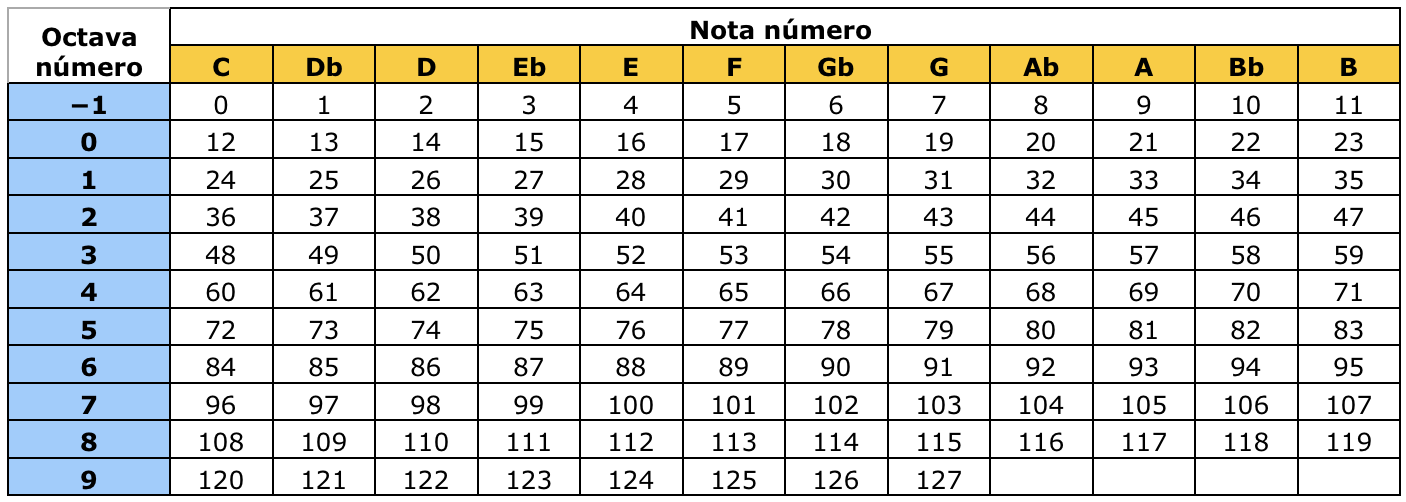 Octava número
Nota número
C Db D Eb E F Gb G Ab A Bb B
−1 0 1 2 3 4 5 6 7 8 9 10 11
0 12 13 14 15 16 17 18 19 20 21 22 23
1 24 25 26 27 28 29 30 31 32 33 34 35
2 36 37 38 39 40 41 42 43 44 45 46 47
3 48 49 50 51 52 53 54 55 56 57 58 59
4 60 61 62 63 64 65 66 67 68 69 70 71
5 72 73 74 75 76 77 78 79 80 81 82 83
6 84 85 86 87 88 89 90 91 92 93 94 95
7 96 97 98 99 100 101 102 103 104 105 106 107
8 108 109 110 111 112 113 114 115 116 117 118 119
9 120 121 122 123 124 125 126 127